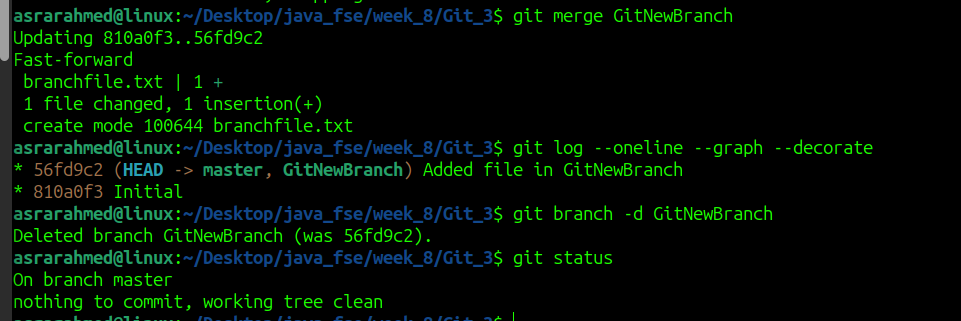 asrarahmed@linux:~/Desktop/java_fse/week_8/Git_3$ git merge GitNewBranch
Updating 810a0f3..56fd9c2
Fast-forward
 branchfile.txt | 1 +
 1 file changed, 1 insertion(+)
 create mode 100644 branchfile.txt
asrarahmed@linux:~/Desktop/java_fse/week_8/Git_3$ git log --oneline --graph --decorate
* 56fd9c2 (HEAD -> master, GitNewBranch) Added file in GitNewBranch
* 810a0f3 Initial
asrarahmed@linux:~/Desktop/java_fse/week_8/Git_3$ git branch -d GitNewBranch
Deleted branch GitNewBranch (was 56fd9c2).
asrarahmed@linux:~/Desktop/java_fse/week_8/Git_3$ git status
On branch master
nothing to commit, working tree clean
asrarahmed@linux:~/Desktop/java_fse/week_8/Git_3$